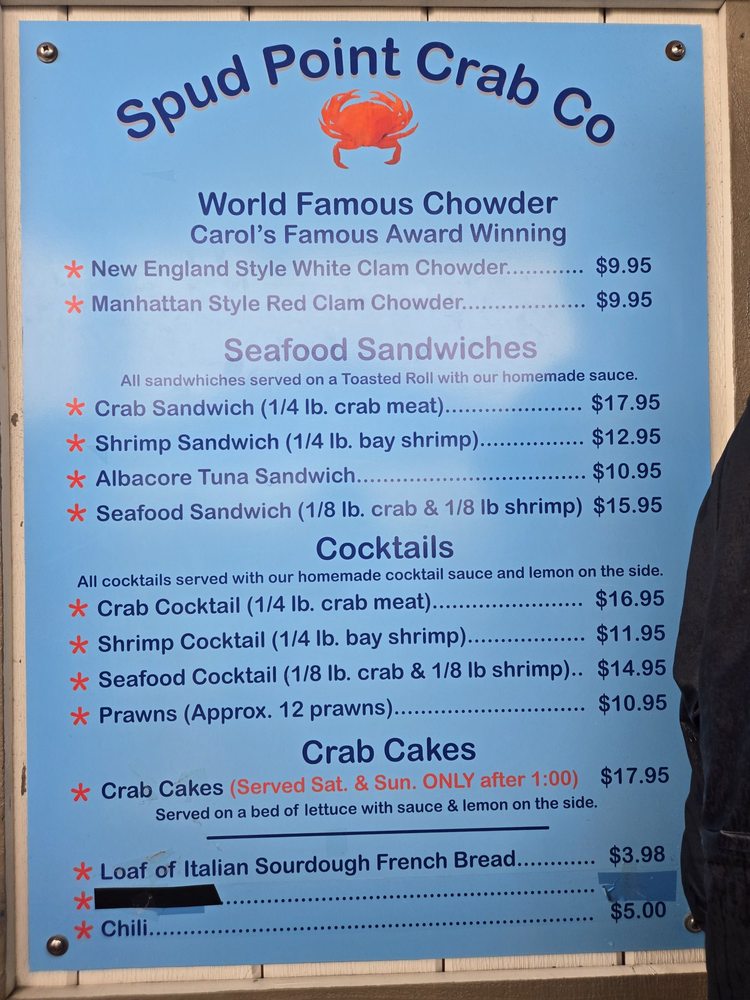 Spud Point Crab Co
World Famous Chowder
Carol's Famous Award Winning
* New England Style White Clam Chowder............ $9.95
* Manhattan Style Red Clam Chowder................... $9.95
Seafood Sandwiches
All sandwhiches served on a Toasted Roll with our homemade sauce.
* Crab Sandwich (1/4 lb. crab meat)...................... $17.95
* Shrimp Sandwich (1/4 lb. bay shrimp)................. $12.95
* Albacore Tuna Sandwich..................................... $10.95
* Seafood Sandwich (1/8 lb. crab & 1/8 lb shrimp) $15.95
Cocktails
All cocktails served with our homemade cocktail sauce and lemon on the side.
* Crab Cocktail (1/4 lb. crab meat)........................ $16.95
* Shrimp Cocktail (1/4 lb. bay shrimp)................... $11.95
* Seafood Cocktail (1/8 lb. crab & 1/8 lb shrimp).. $14.95
* Prawns (Approx. 12 prawns)............................... $10.95
Crab Cakes
* Crab Cakes (Served Sat. & Sun. ONLY after 1:00) $17.95
Served on a bed of lettuce with sauce & lemon on the side.
* Loaf of Italian Sourdough French Bread............. $3.98
* .............................................................
* Chili........................................................................ $5.00